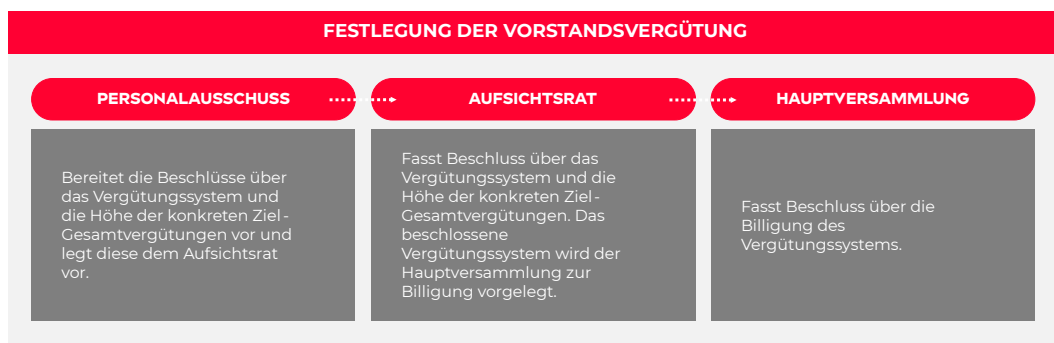 FESTLEGUNG DER VORSTANDSVERGÜTUNG
PERSONALAUSSCHUSS
Bereitet die Beschlüsse über
das Vergütungssystem und
die Höhe der konkreten Ziel-
Gesamtvergütungen vor und
legt diese dem Aufsichtsrat
vor.
AUFSICHTSRAT
Fasst Beschluss über das
Vergütungssystem und die
Höhe der konkreten Ziel-
Gesamtvergütungen. Das
beschlossene
Vergütungssystem wird der
Hauptversammlung zur
Billigung vorgelegt.
HAUPTVERSAMMLUNG
Fasst Beschluss über die
Billigung des
Vergütungssystems.